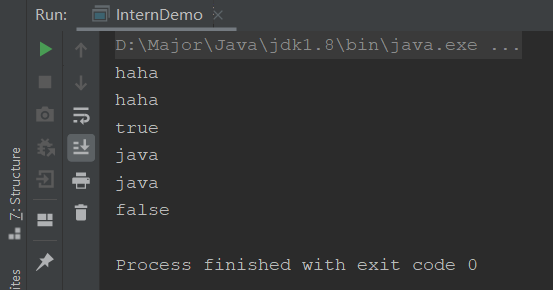 Run: InternDemo
D:\Major\Java\jdk1.8\bin\java.exe ...
haha
haha
true
java
java
false
Process finished with exit code 0
7: Structure
ites